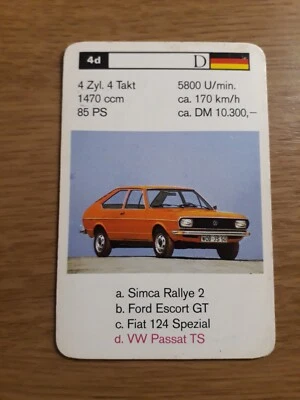 4d D
4 Zyl. 4 Takt 5800 U/min.
1470 ccm ca. 170 km/h
85 PS ca. DM 10.300,–
a. Simca Rallye 2
b. Ford Escort GT
c. Fiat 124 Spezial
d. VW Passat TS